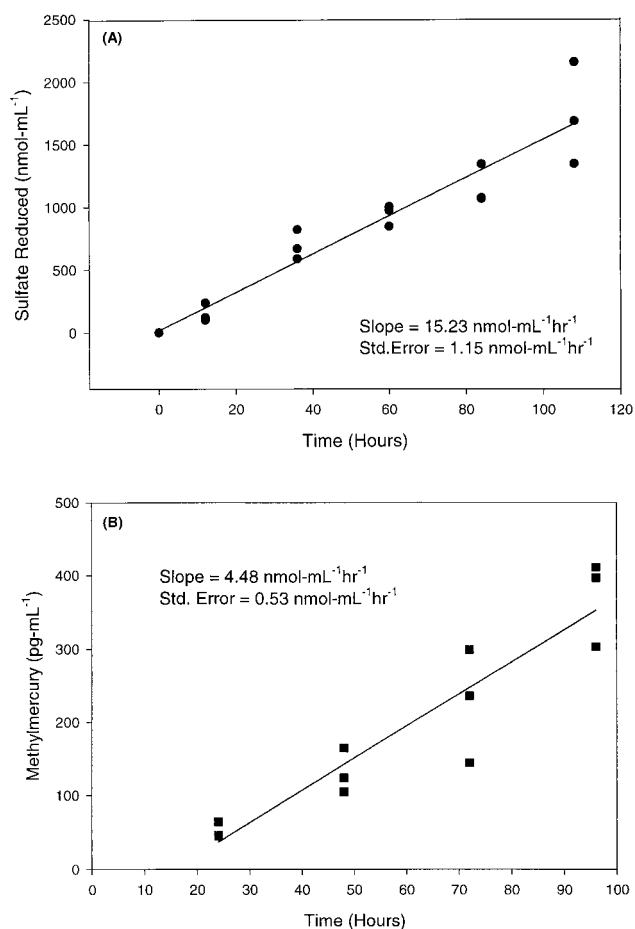 (A)
2500
2000
1500
1000
500
0
Sulfate Reduced (nmol-mL⁻¹)
Slope = 15.23 nmol-mL⁻¹hr⁻¹
Std.Error = 1.15 nmol-mL⁻¹hr⁻¹
0 20 40 60 80 100 120
Time (Hours)
(B)
500
400
300
200
100
0
Methylmercury (pg-mL⁻¹)
Slope = 4.48 nmol-mL⁻¹hr⁻¹
Std. Error = 0.53 nmol-mL⁻¹hr⁻¹
0 10 20 30 40 50 60 70 80 90 100
Time (Hours)